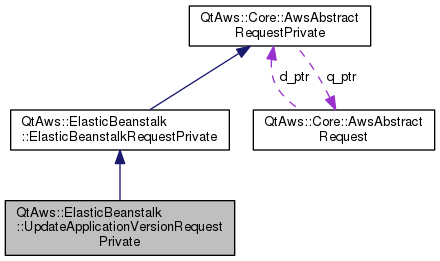 QtAws::Core::AwsAbstract
RequestPrivate
d_ptr
q_ptr
QtAws::ElasticBeanstalk
::ElasticBeanstalkRequestPrivate
QtAws::Core::AwsAbstract
Request
QtAws::ElasticBeanstalk
::UpdateApplicationVersionRequest
Private